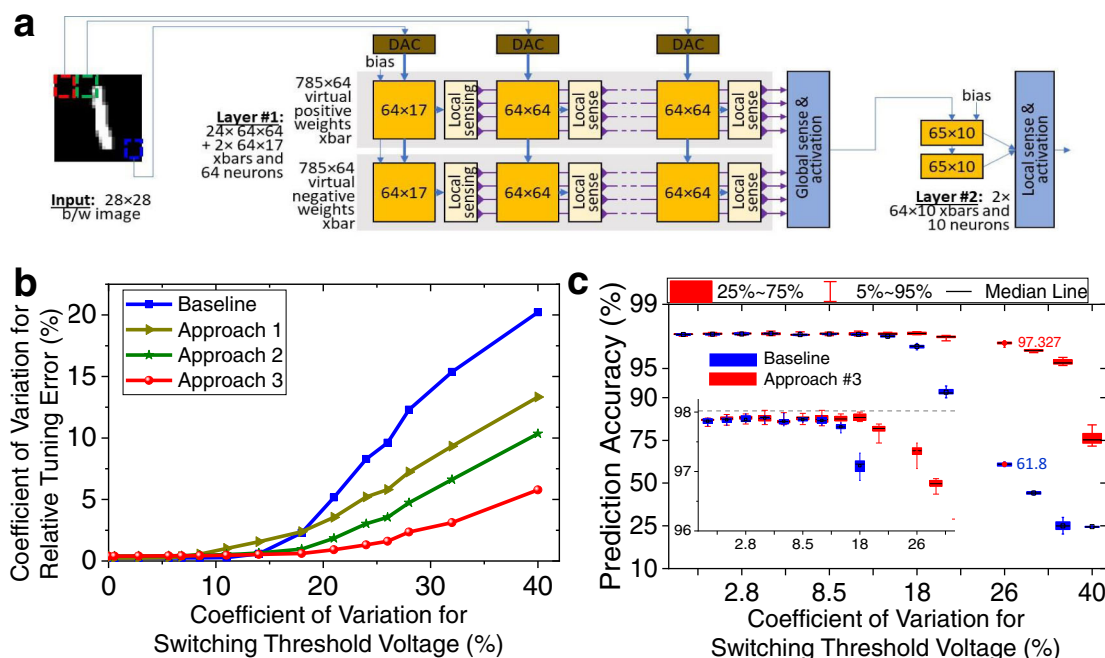 a
DAC
DAC
DAC
bias
785×64
virtual
positive
weights
xbar
64×17
Local
sensing
64×64
Local
sense
64×64
Local
sense
Layer #1:
24× 64×64
+ 2× 64×17
xbars and
64 neurons
785×64
virtual
negative
weights
xbar
64×17
Local
sensing
64×64
Local
sense
64×64
Local
sense
Global sense &
activation
bias
65×10
65×10
Layer #2: 2×
64×10 xbars and
10 neurons
Local sense &
activation
Input: 28×28
b/w image
b
Baseline
Approach 1
Approach 2
Approach 3
Coefficient of Variation for
Relative Tuning Error (%)
20
15
10
5
0
0 10 20 30 40
Coefficient of Variation for
Switching Threshold Voltage (%)
c
25%~75% 5%~95% Median Line
Prediction Accuracy (%)
99
95
90
75
50
25
10
97.327
61.8
Baseline
Approach #3
98
97
96
2.8 8.5 18 26
2.8 8.5 18 26 40
Coefficient of Variation for
Switching Threshold Voltage (%)